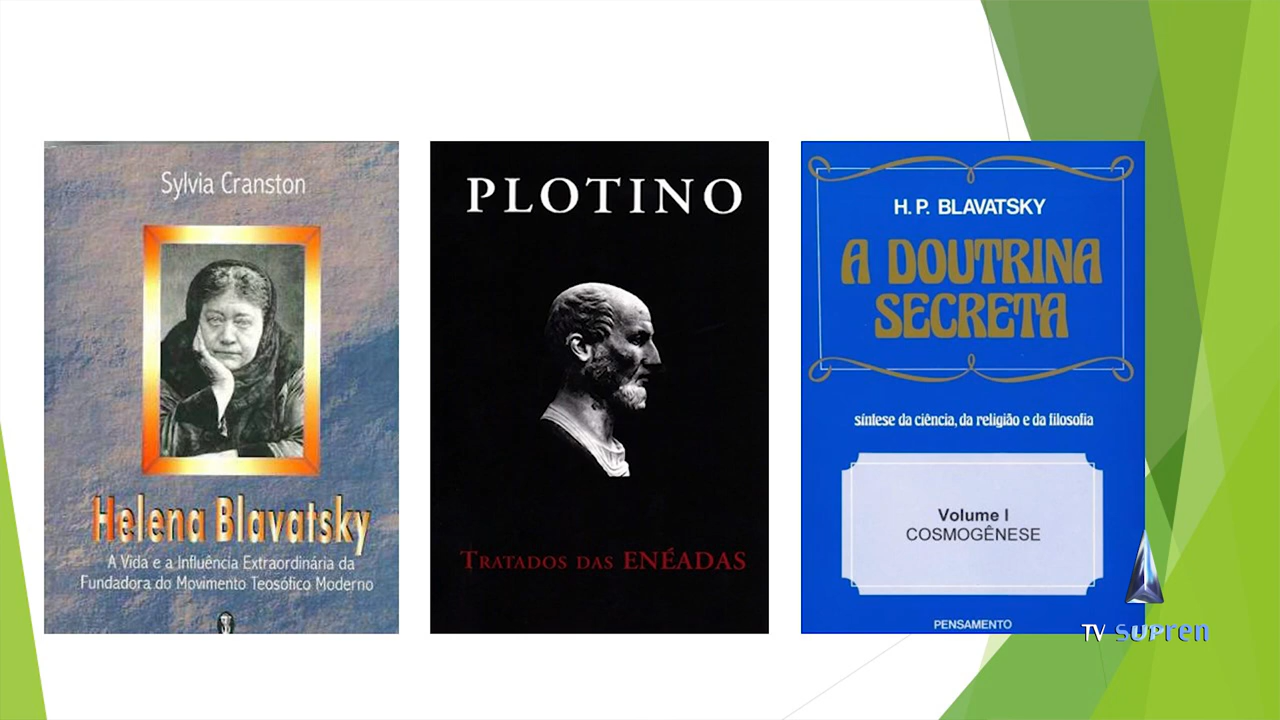 Sylvia Cranston
Helena Blavatsky
A Vida e a Influência Extraordinária da
Fundadora do Movimento Teosófico Moderno
PLOTINO
TRATADOS DAS ENÉADAS
H. P. BLAVATSKY
A DOUTRINA
SECRETA
síntese da ciência, da religião e da filosofia
Volume I
COSMOGÊNESE
PENSAMENTO
TV SUPren